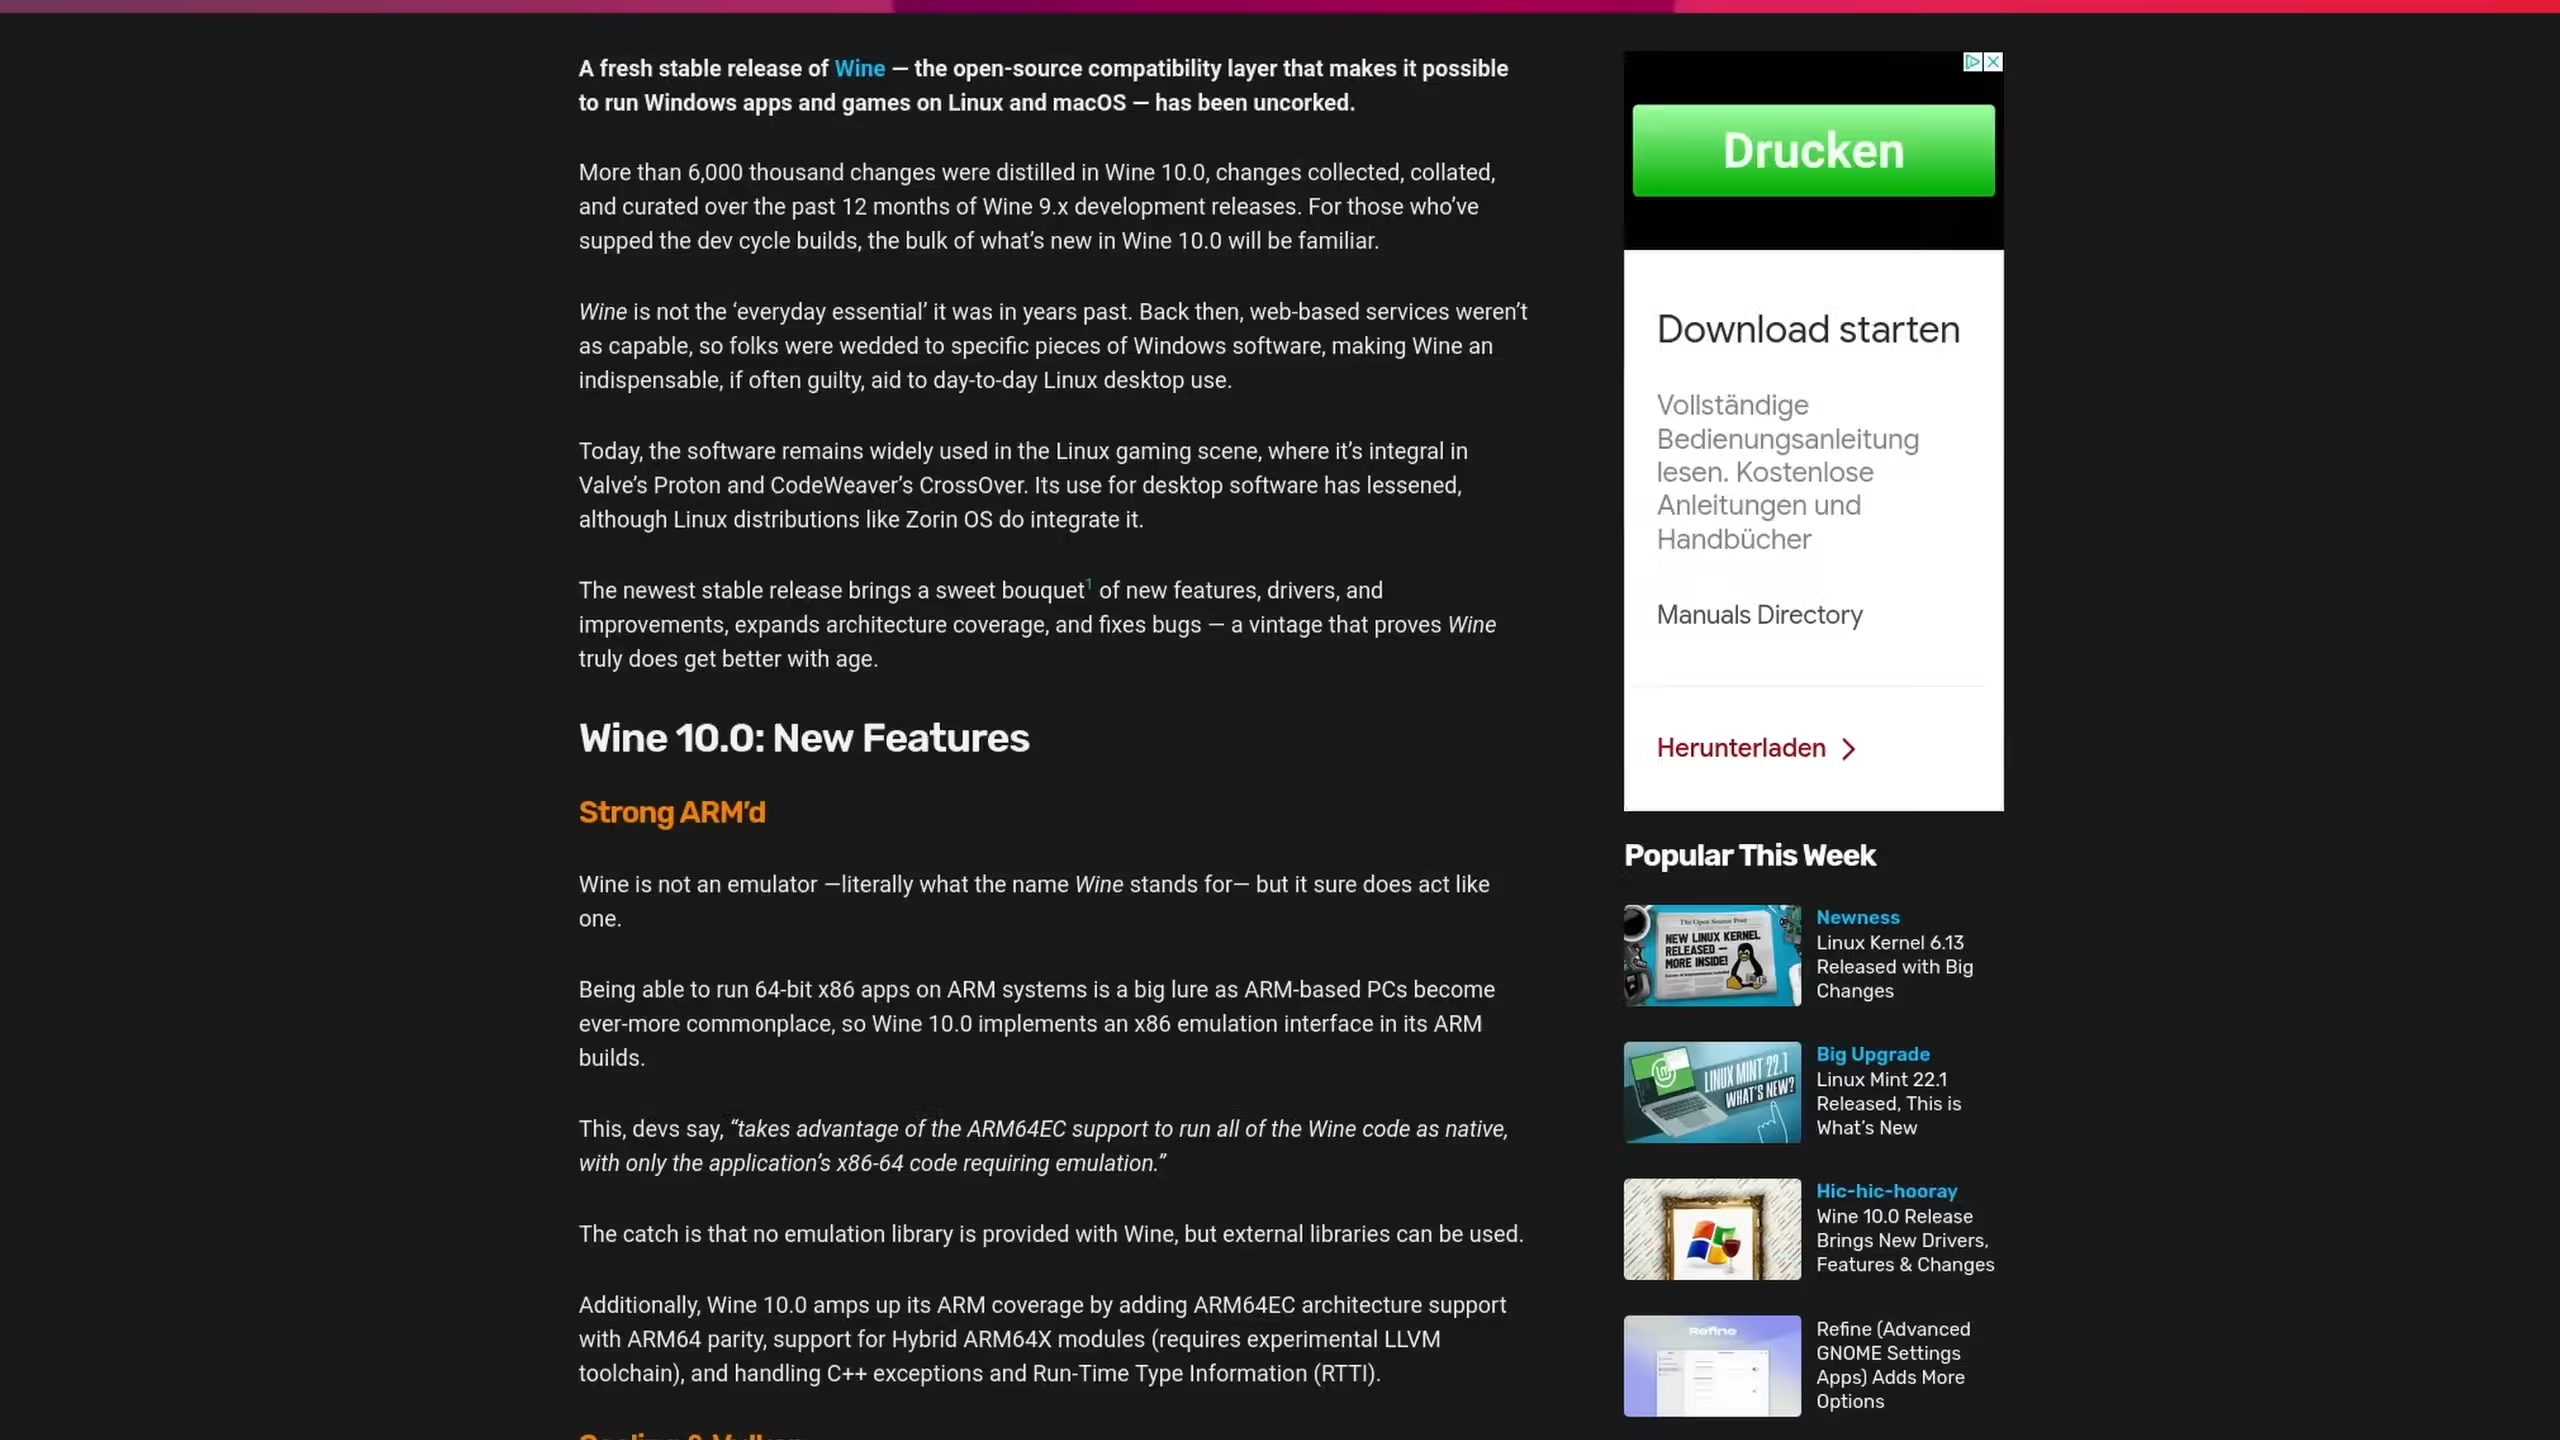 A fresh stable release of Wine — the open-source compatibility layer that makes it possible
to run Windows apps and games on Linux and macOS — has been uncorked.
More than 6,000 thousand changes were distilled in Wine 10.0, changes collected, collated,
and curated over the past 12 months of Wine 9.x development releases. For those who’ve
supped the dev cycle builds, the bulk of what’s new in Wine 10.0 will be familiar.
Wine is not the ‘everyday essential’ it was in years past. Back then, web-based services weren’t
as capable, so folks were wedded to specific pieces of Windows software, making Wine an
indispensable, if often guilty, aid to day-to-day Linux desktop use.
Today, the software remains widely used in the Linux gaming scene, where it’s integral in
Valve’s Proton and CodeWeaver’s CrossOver. Its use for desktop software has lessened,
although Linux distributions like Zorin OS do integrate it.
The newest stable release brings a sweet bouquet1 of new features, drivers, and
improvements, expands architecture coverage, and fixes bugs — a vintage that proves Wine
truly does get better with age.
Wine 10.0: New Features
Strong ARM’d
Wine is not an emulator —literally what the name Wine stands for— but it sure does act like
one.
Being able to run 64-bit x86 apps on ARM systems is a big lure as ARM-based PCs become
ever-more commonplace, so Wine 10.0 implements an x86 emulation interface in its ARM
builds.
This, devs say, “takes advantage of the ARM64EC support to run all of the Wine code as native,
with only the application’s x86-64 code requiring emulation.”
The catch is that no emulation library is provided with Wine, but external libraries can be used.
Additionally, Wine 10.0 amps up its ARM coverage by adding ARM64EC architecture support
with ARM64 parity, support for Hybrid ARM64X modules (requires experimental LLVM
toolchain), and handling C++ exceptions and Run-Time Type Information (RTTI).
Drucken
Download starten
Vollständige
Bedienungsanleitung
lesen. Kostenlose
Anleitungen und
Handbücher
Manuals Directory
Herunterladen
Popular This Week
The Open Source Post
NEW LINUX KERNEL
RELEASED —
MORE INSIDE!
Newness
Linux Kernel 6.13
Released with Big
Changes
LINUX MINT 22.1
WHAT'S NEW?
Big Upgrade
Linux Mint 22.1
Released, This is
What’s New
Hic-hic-hooray
Wine 10.0 Release
Brings New Drivers,
Features & Changes
Refine
Refine (Advanced
GNOME Settings
Apps) Adds More
Options